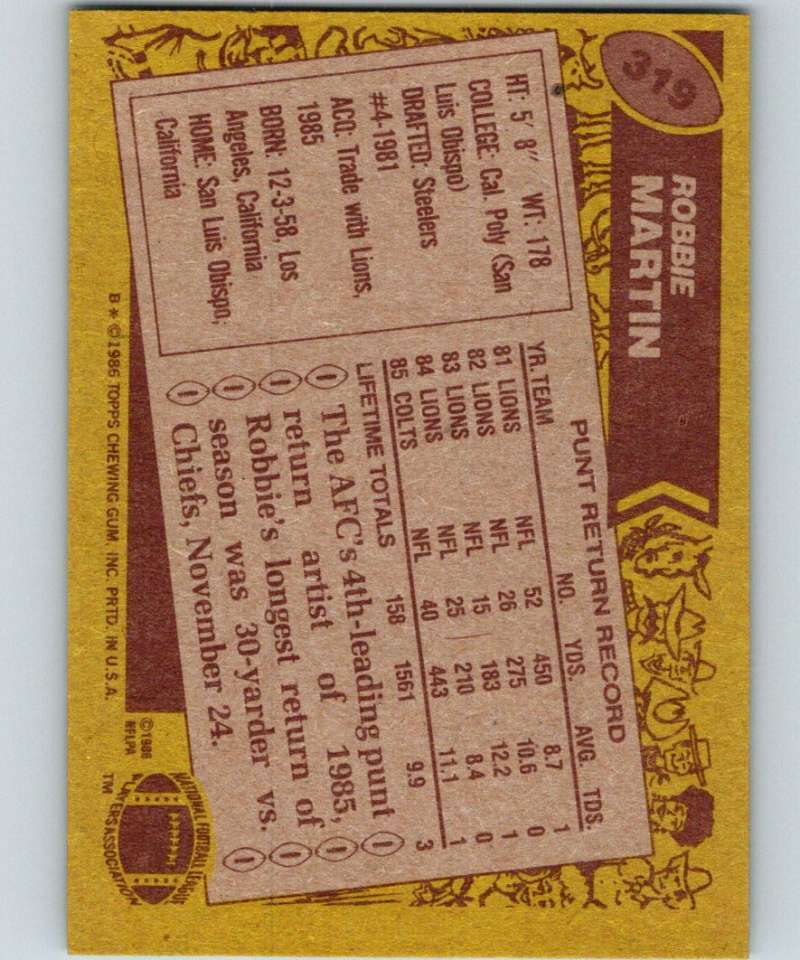 319
ROBBIE
MARTIN
HT: 5' 8" WT: 178
COLLEGE: Cal. Poly (San
Luis Obispo)
DRAFTED: Steelers
#4-1981
ACQ: Trade with Lions,
1985
BORN: 12-3-58, Los
Angeles, California
HOME: San Luis Obispo,
California
PUNT RETURN RECORD
YR. TEAM NO. YDS. AVG. TDS.
81 LIONS NFL 52 450 8.7 1
82 LIONS NFL 26 275 10.6 0
83 LIONS NFL 15 183 12.2 1
84 LIONS NFL 25 210 8.4 0
85 COLTS NFL 40 443 11.1 1
LIFETIME TOTALS 158 1561 9.9 3
The AFC's 4th-leading punt
return artist of 1985,
Robbie's longest return of
season was 30-yarder vs.
Chiefs, November 24.
B* ©1986 TOPPS CHEWING GUM, INC. PRTD. IN U.S.A.
©1986
NFLPA
NATIONAL FOOTBALL LEAGUE
PLAYERS ASSOCIATION
TM